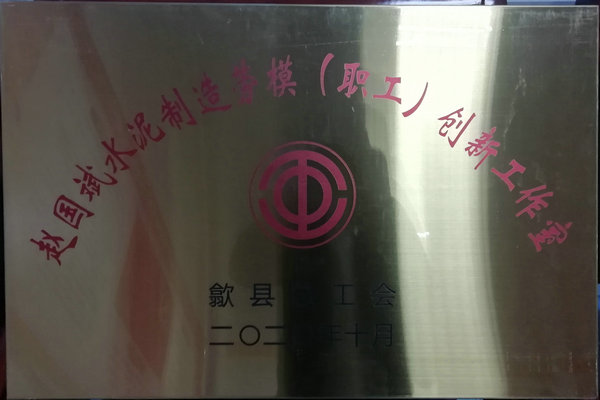 赵国斌水泥制造劳模（职工）创新工作室
歙县总工会
二〇二 年十月